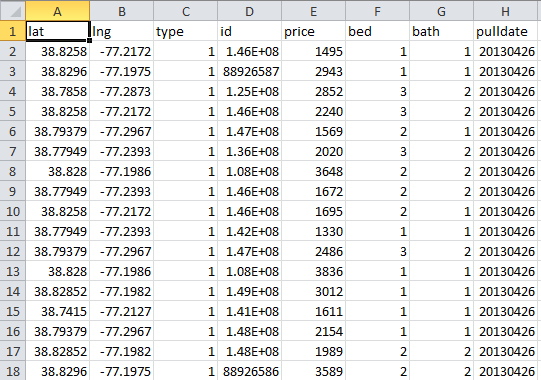 A B C D E F G H
1 lat lng type id price bed bath pulldate
2 38.8258 -77.2172 1 1.46E+08 1495 1 1 20130426
3 38.8296 -77.1975 1 88926587 2943 1 1 20130426
4 38.7858 -77.2873 1 1.25E+08 2852 3 2 20130426
5 38.8258 -77.2172 1 1.46E+08 2240 3 2 20130426
6 38.79379 -77.2967 1 1.47E+08 1569 2 1 20130426
7 38.77949 -77.2393 1 1.36E+08 2020 3 2 20130426
8 38.828 -77.1986 1 1.08E+08 3648 2 2 20130426
9 38.77949 -77.2393 1 1.46E+08 1672 2 2 20130426
10 38.8258 -77.2172 1 1.46E+08 1695 2 1 20130426
11 38.77949 -77.2393 1 1.42E+08 1330 1 1 20130426
12 38.79379 -77.2967 1 1.47E+08 2486 3 2 20130426
13 38.828 -77.1986 1 1.08E+08 3836 1 1 20130426
14 38.82852 -77.1982 1 1.49E+08 3012 1 1 20130426
15 38.7415 -77.2127 1 1.41E+08 1611 1 1 20130426
16 38.79379 -77.2967 1 1.48E+08 2154 1 1 20130426
17 38.82852 -77.1982 1 1.48E+08 1989 2 2 20130426
18 38.8296 -77.1975 1 88926586 3589 2 2 20130426